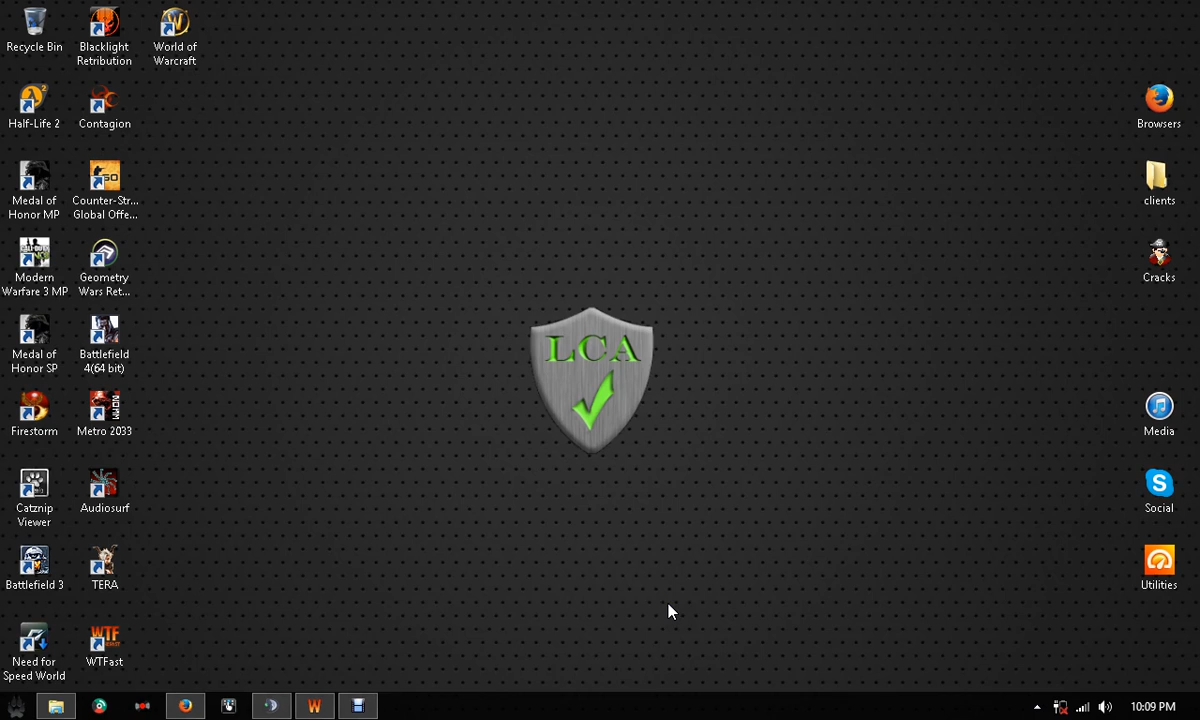 Recycle Bin
Blacklight
Retribution
World of
Warcraft
Half-Life 2
Contagion
Medal of
Honor MP
Counter-Str...
Global Offe...
Modern
Warfare 3 MP
Geometry
Wars Ret...
Medal of
Honor SP
Battlefield
4(64 bit)
Firestorm
Metro 2033
Catznip
Viewer
Audiosurf
Battlefield 3
TERA
Need for
Speed World
WTFast
LCA
Browsers
clients
Cracks
Media
Social
Utilities
10:09 PM